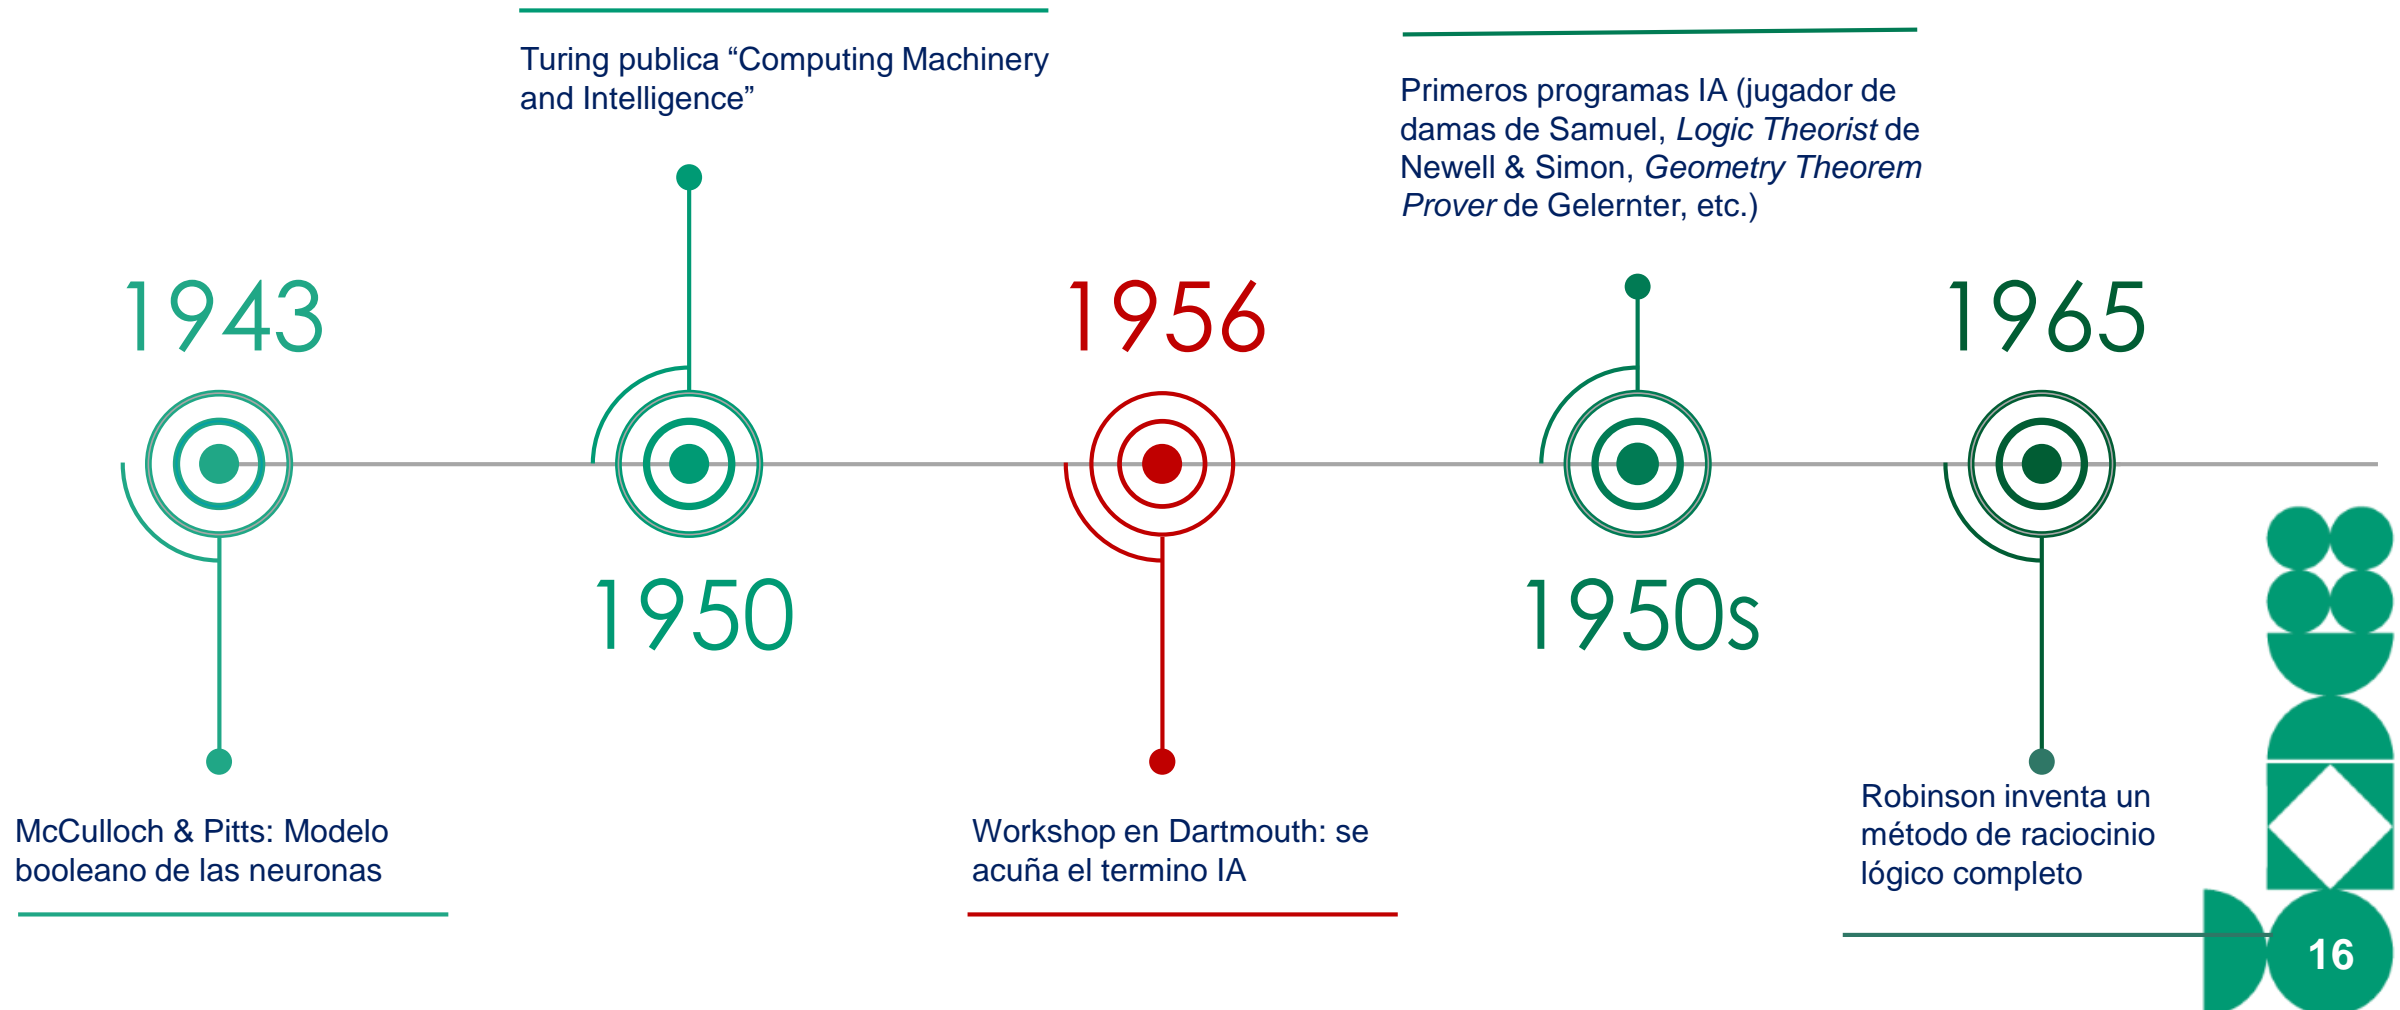 Turing publica “Computing Machinery
and Intelligence”
Primeros programas IA (jugador de
damas de Samuel, Logic Theorist de
Newell & Simon, Geometry Theorem
Prover de Gelernter, etc.)
1943
1956
1965
1950
1950s
McCulloch & Pitts: Modelo
booleano de las neuronas
Workshop en Dartmouth: se
acuña el termino IA
Robinson inventa un
método de raciocinio
lógico completo
16